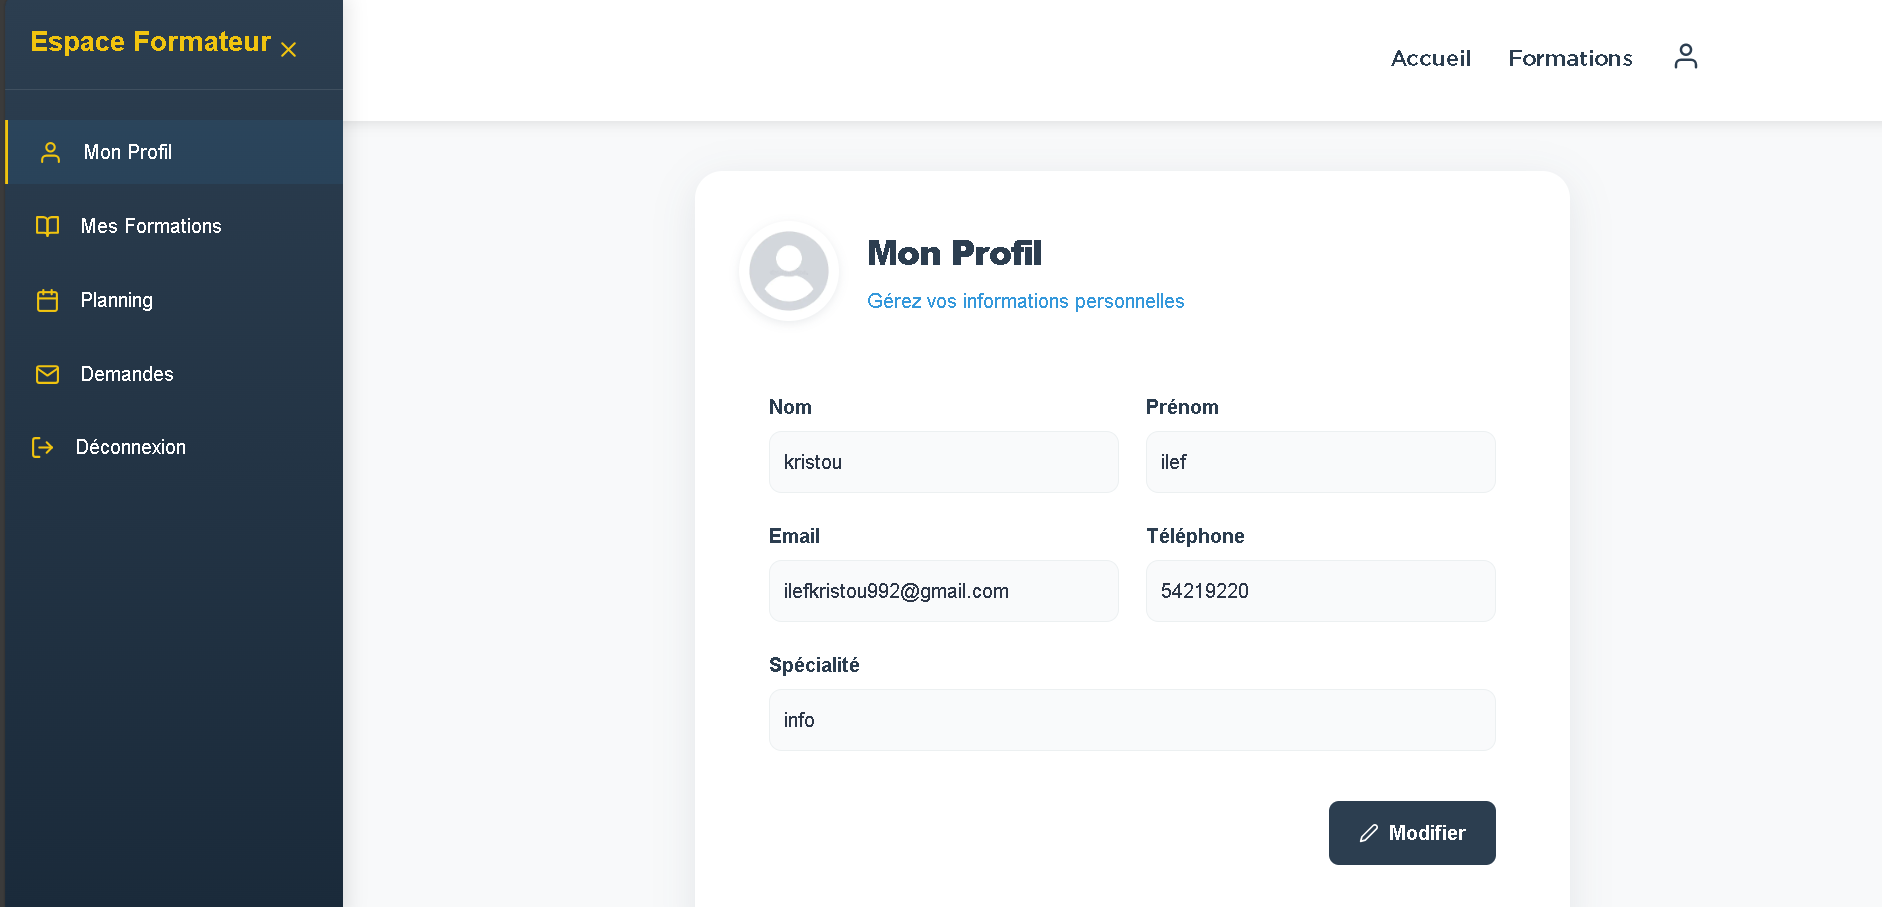 Espace Formateur
Accueil Formations
Mon Profil
Mes Formations
Planning
Demandes
Déconnexion
Mon Profil
Gérez vos informations personnelles
Nom Prénom
kristou ilef
Email Téléphone
ilefkristou992@gmail.com 54219220
Spécialité
info
Modifier